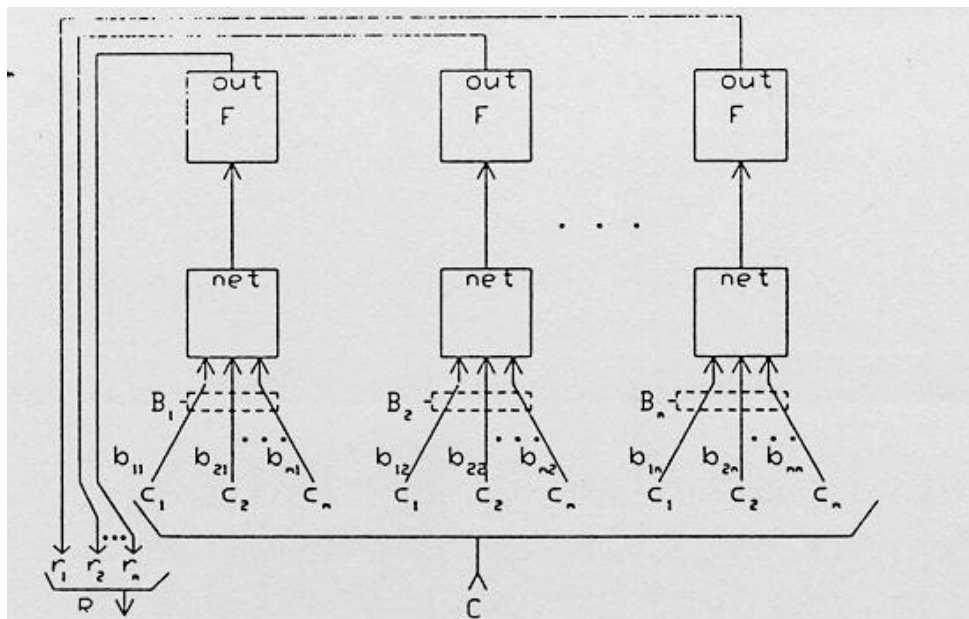 out out out
F F F
. . .
net net net
B₁ B₂ Bₙ
b₁₁ b₂₁ ... bₙ₁ b₁₂ b₂₂ ... bₙ₂ b₁ₙ b₂ₙ ... bₙₙ
C₁ C₂ Cₙ C₁ C₂ Cₙ C₁ C₂ Cₙ
r₁ r₂ ... rₙ
R C